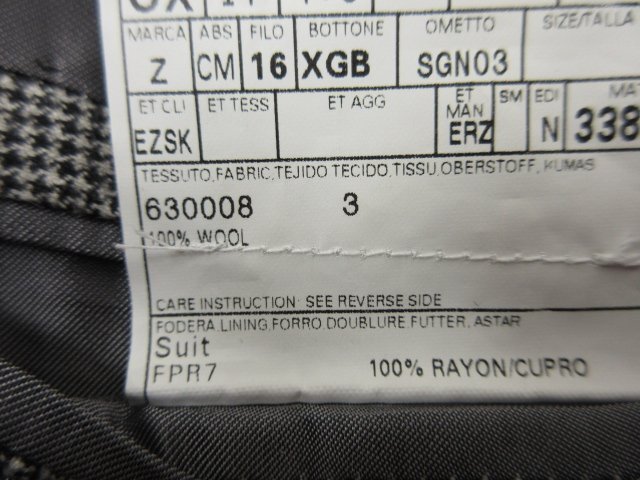 MARCA ABS FILO BOTTONE OMETTO SIZE/TALLA
Z CM 16 XGB SGN03
ET CLI ET TESS ET AGG ET MAN SM EDI
EZSK ERZ N 338
TESSUTO,FABRIC,TEJIDO TECIDO,TISSU,OBERSTOFF, KUMAS
630008 3
100% WOOL
CARE INSTRUCTION: SEE REVERSE SIDE
FODERA,LINING,FORRO,DOUBLURE,FUTTER, ASTAR
Suit
FPR7 100% RAYON/CUPRO